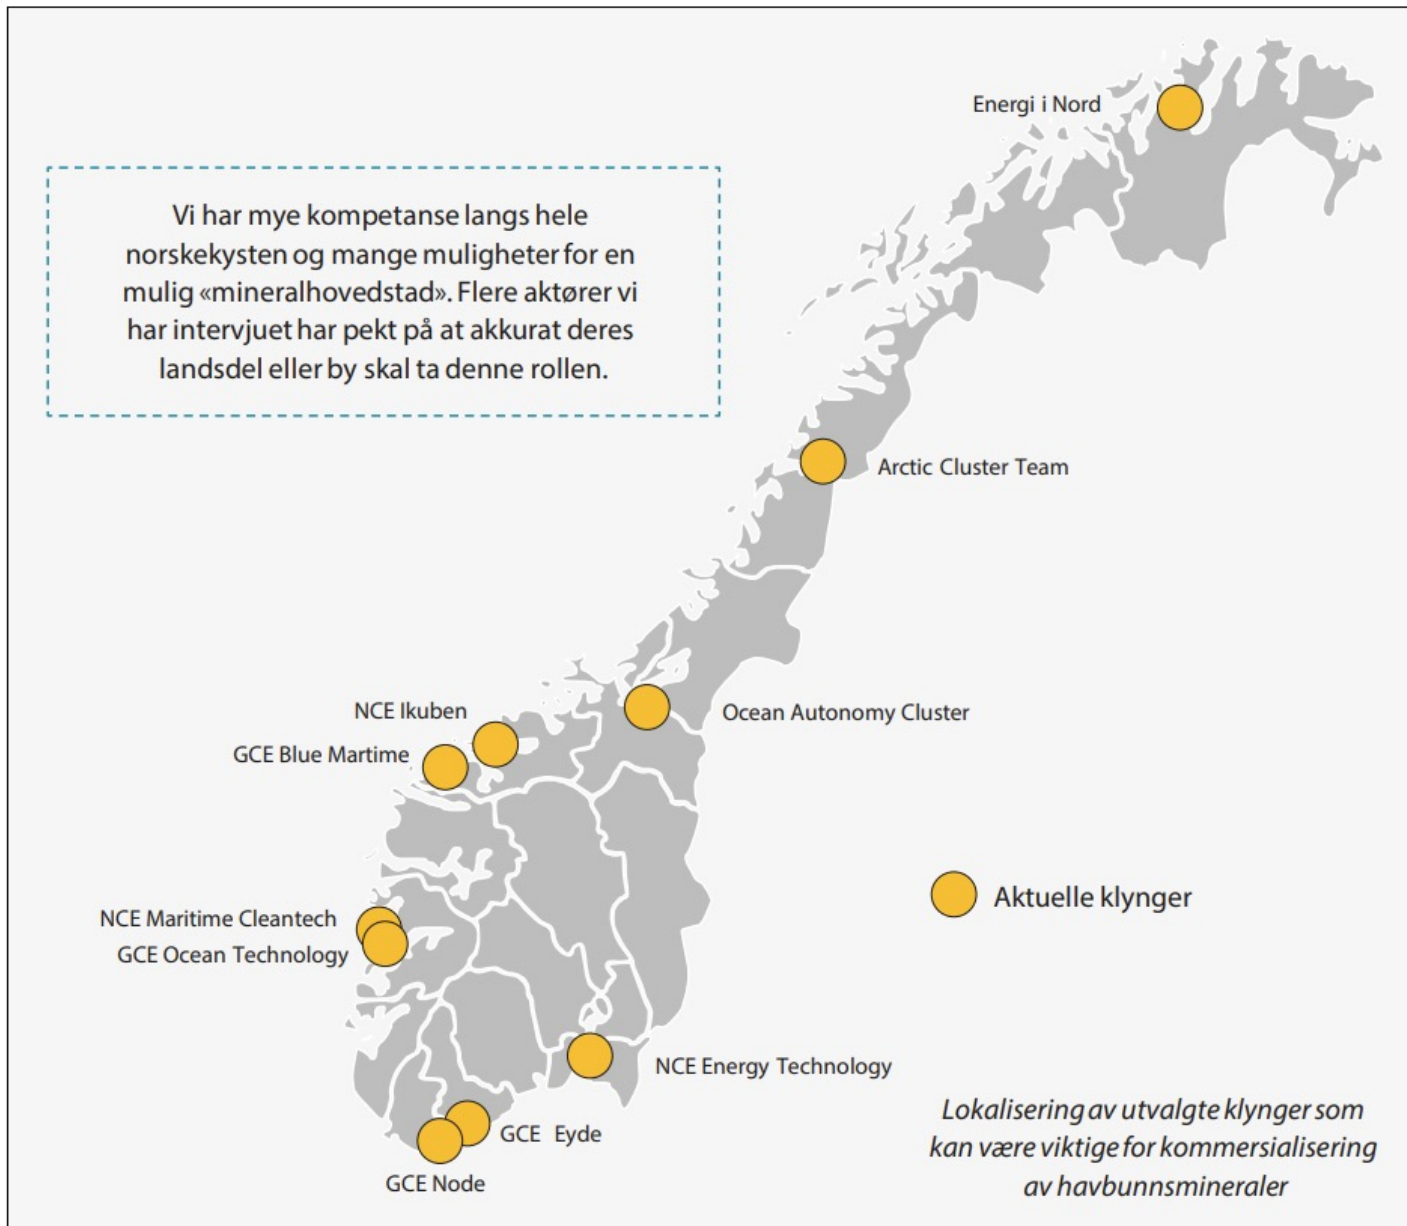 Energi i Nord
Vi har mye kompetanse langs hele
norskekysten og mange muligheter for en
mulig «mineralhovedstad». Flere aktører vi
har intervjuet har pekt på at akkurat deres
landsdel eller by skal ta denne rollen.
Arctic Cluster Team
NCE Ikuben
Ocean Autonomy Cluster
GCE Blue Martime
Aktuelle klynger
NCE Maritime Cleantech
GCE Ocean Technology
NCE Energy Technology
GCE Eyde
GCE Node
Lokalisering av utvalgte klynger som
kan være viktige for kommersialisering
av havbunnsmineraler